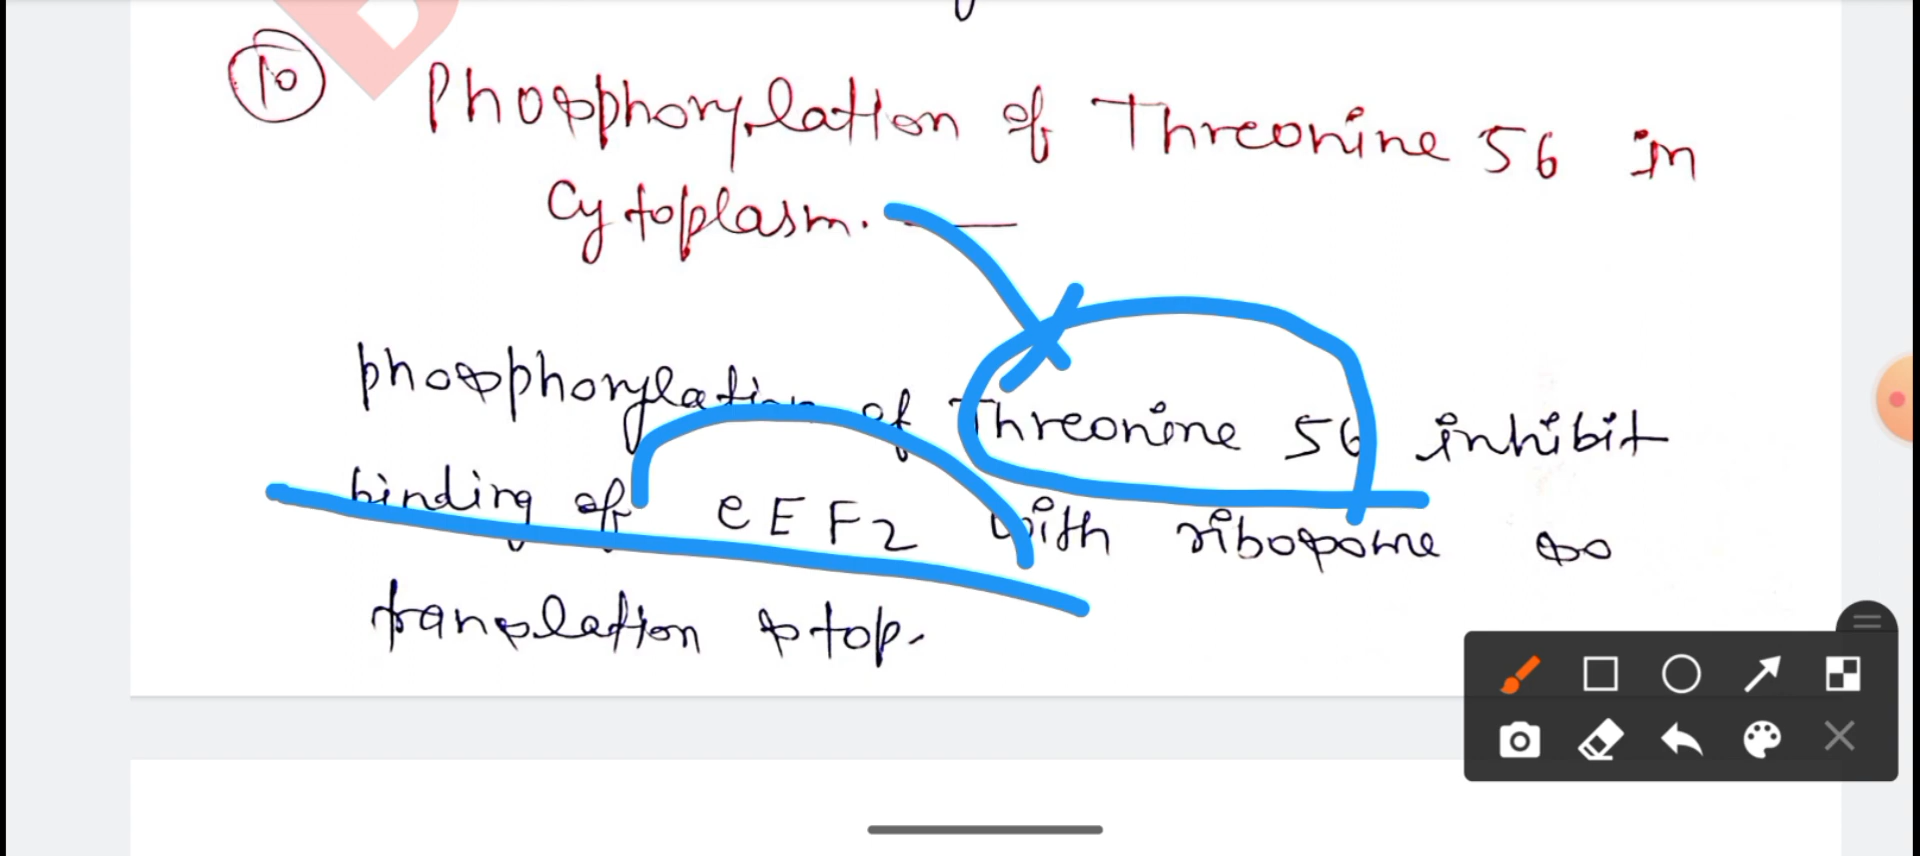 10 Phosphorylation of Threonine 56 in
Cytoplasm. —
phosphorylation of Threonine 56 inhibit
binding of eEF2 with ribosome so
translation stop.